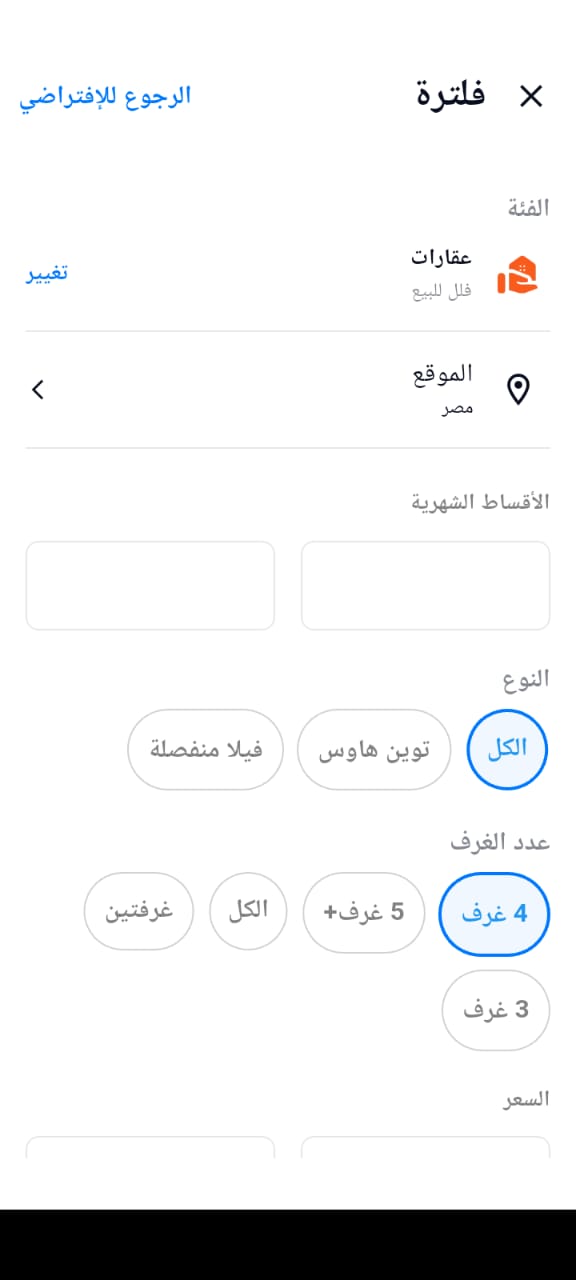 فلترة
الرجوع للإفتراضي
الفئة
عقارات
فلل للبيع
تغيير
الموقع
مصر
الأقساط الشهرية
النوع
الكل
توين هاوس
فيلا منفصلة
عدد الغرف
4 غرف
5 غرف+
الكل
غرفتين
3 غرف
السعر